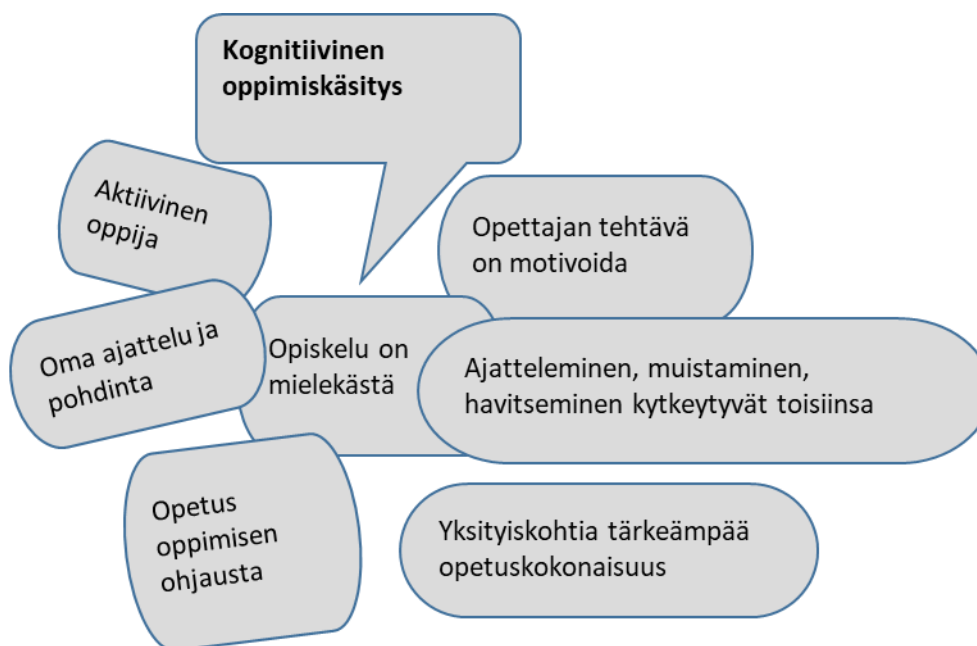 Kognitiivinen
oppimiskäsitys
Aktiivinen
oppija
Opettajan tehtävä
on motivoida
Oma ajattelu ja
pohdinta
Opiskelu on
mielekästä
Ajatteleminen, muistaminen,
havitseminen kytkeytyvät toisiinsa
Opetus
oppimisen
ohjausta
Yksityiskohtia tärkeämpää
opetuskokonaisuus